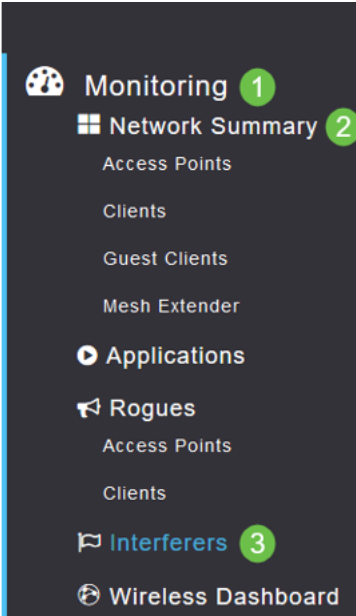 Monitoring 1
Network Summary 2
Access Points
Clients
Guest Clients
Mesh Extender
Applications
Rogues
Access Points
Clients
Interferers 3
Wireless Dashboard